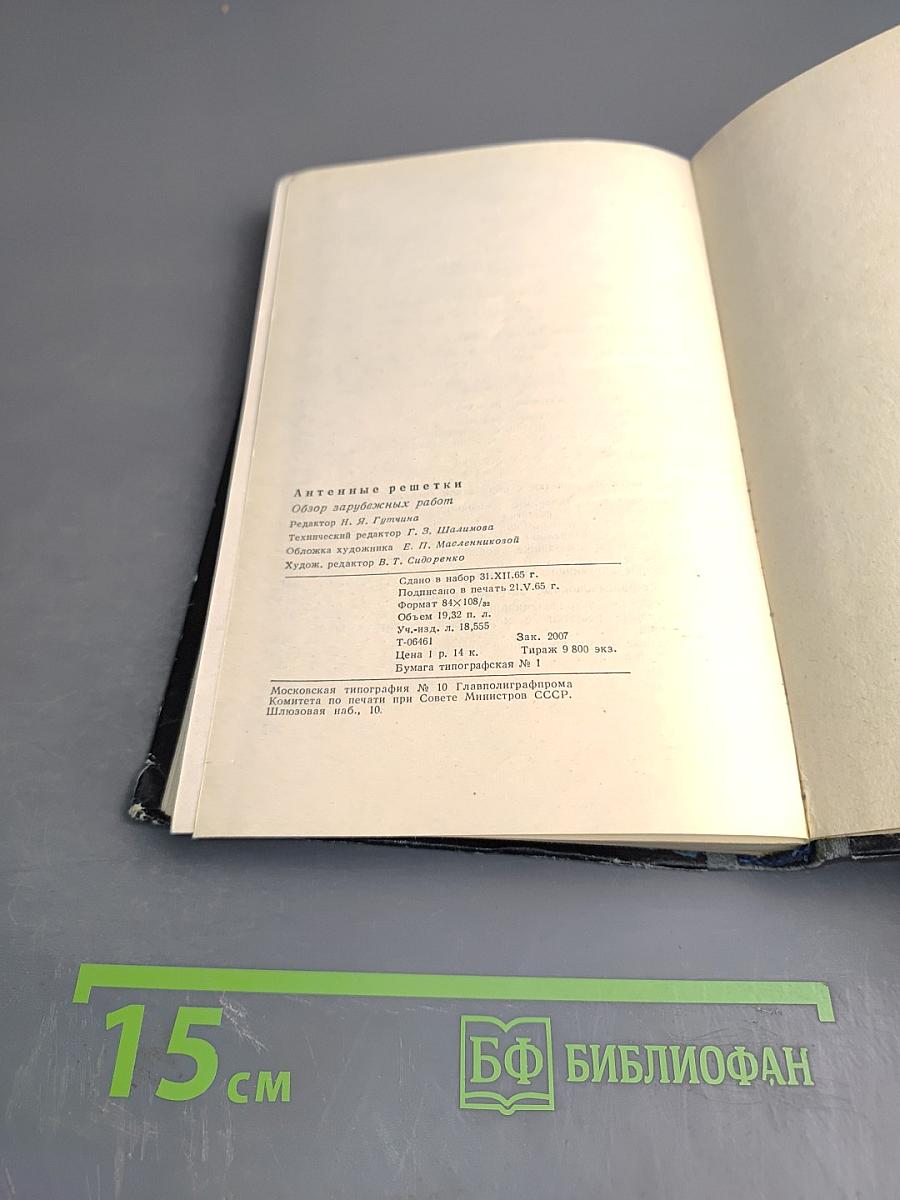 Антенные решетки
Обзор зарубежных работ
Редактор Н. Я. Гутчина
Технический редактор Г. З. Шалимова
Обложка художника Е. П. Масленниковой
Худож. редактор В. Т. Сидоренко
Сдано в набор 31.XII.65 г.
Подписано в печать 21.V.65 г.
Формат 84×108/32
Объем 19,32 п. л.
Уч.-изд. л. 18,555
Т-06461 Зак. 2007
Цена 1 р. 14 к. Тираж 9 800 экз.
Бумага типографская № 1
Московская типография № 10 Главполиграфпрома
Комитета по печати при Совете Министров СССР.
Шлюзовая наб., 10.
15 см
БФ БИБЛИОФАН